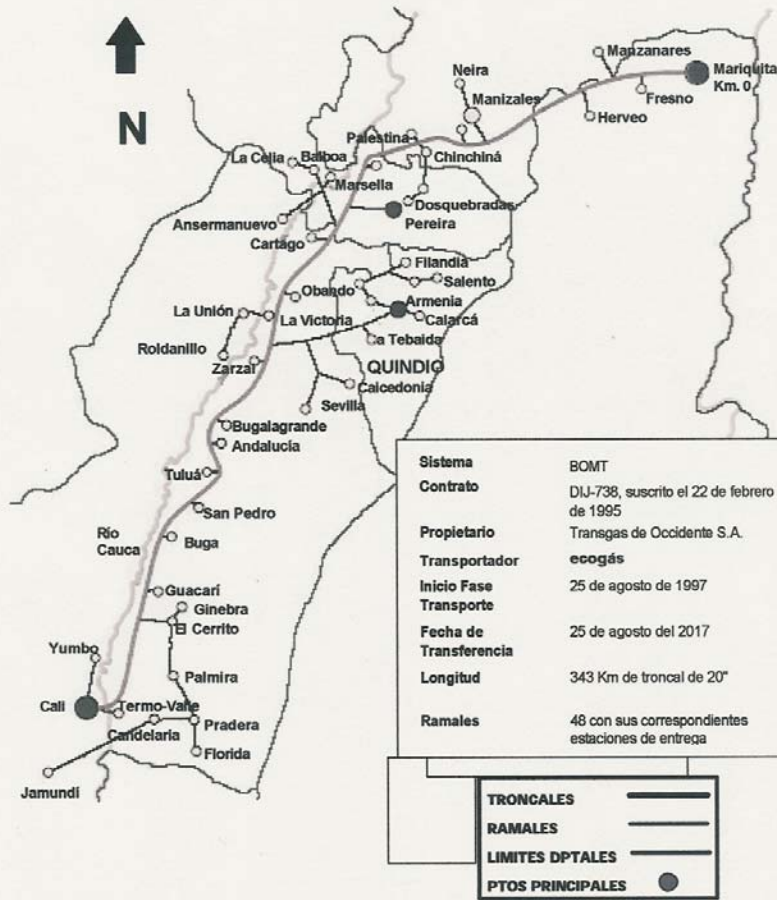 N
Manzanares
Mariquita
Km. 0
Neira
Manizales
Fresno
Herveo
Palestina
Chinchiná
La Celia
Balboa
Marsella
Dosquebradas
Pereira
Ansermanuevo
Cartago
Filandia
Salento
Obando
Armenia
La Unión
La Victoria
Calarcá
La Tebaida
Roldanillo
Zarzal
QUINDIO
Caicedonia
Sevilla
Bugalagrande
Andalucía
Tuluá
San Pedro
Río
Cauca
Buga
Guacarí
Ginebra
El Cerrito
Yumbo
Palmira
Cali
Termo-Valle
Candelaria
Pradera
Florida
Jamundí
Sistema BOMT
Contrato DIJ-738, suscrito el 22 de febrero
de 1995
Propietario Transgas de Occidente S.A.
Transportador ecogás
Inicio Fase 25 de agosto de 1997
Transporte
Fecha de 25 de agosto del 2017
Transferencia
Longitud 343 Km de troncal de 20"
Ramales 48 con sus correspondientes
estaciones de entrega
TRONCALES
RAMALES
LIMITES DPTALES
PTOS PRINCIPALES